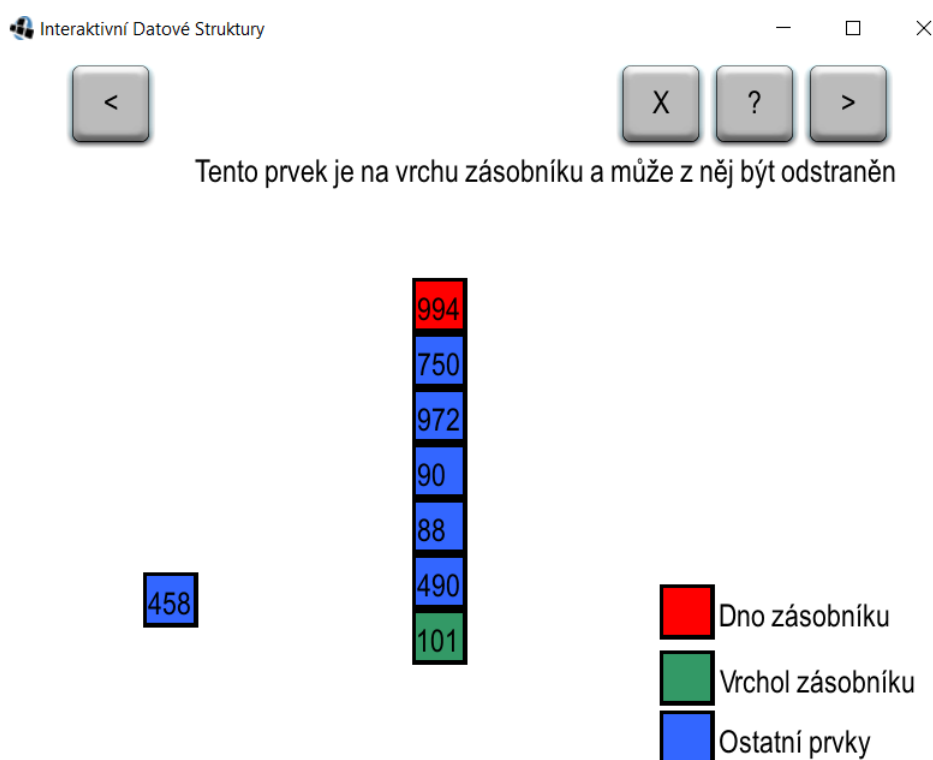 Interaktivní Datové Struktury
<
X ? >
Tento prvek je na vrchu zásobníku a může z něj být odstraněn
994
750
972
90
88
490
101
458
Dno zásobníku
Vrchol zásobníku
Ostatní prvky